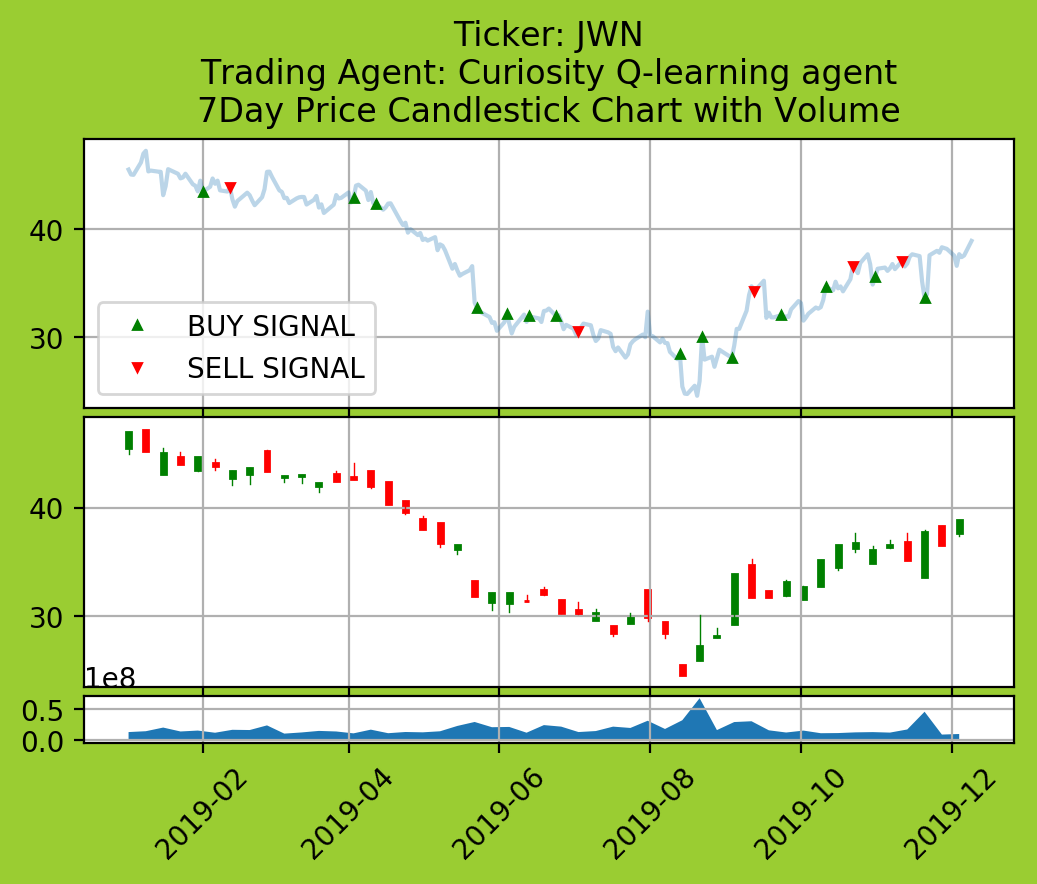 Ticker: JWN
Trading Agent: Curiosity Q-learning agent
7Day Price Candlestick Chart with Volume
40
30
BUY SIGNAL
SELL SIGNAL
40
30
1e8
0.5
0.0
2019-02
2019-04
2019-06
2019-08
2019-10
2019-12